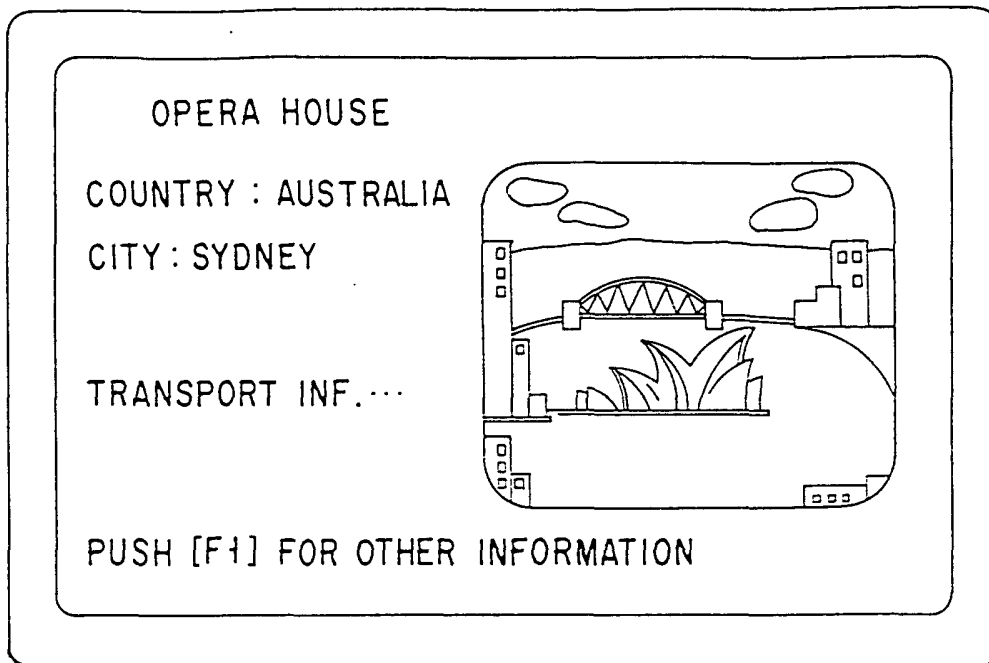 OPERA HOUSE
COUNTRY : AUSTRALIA
CITY : SYDNEY
TRANSPORT INF. ···
PUSH [F1] FOR OTHER INFORMATION